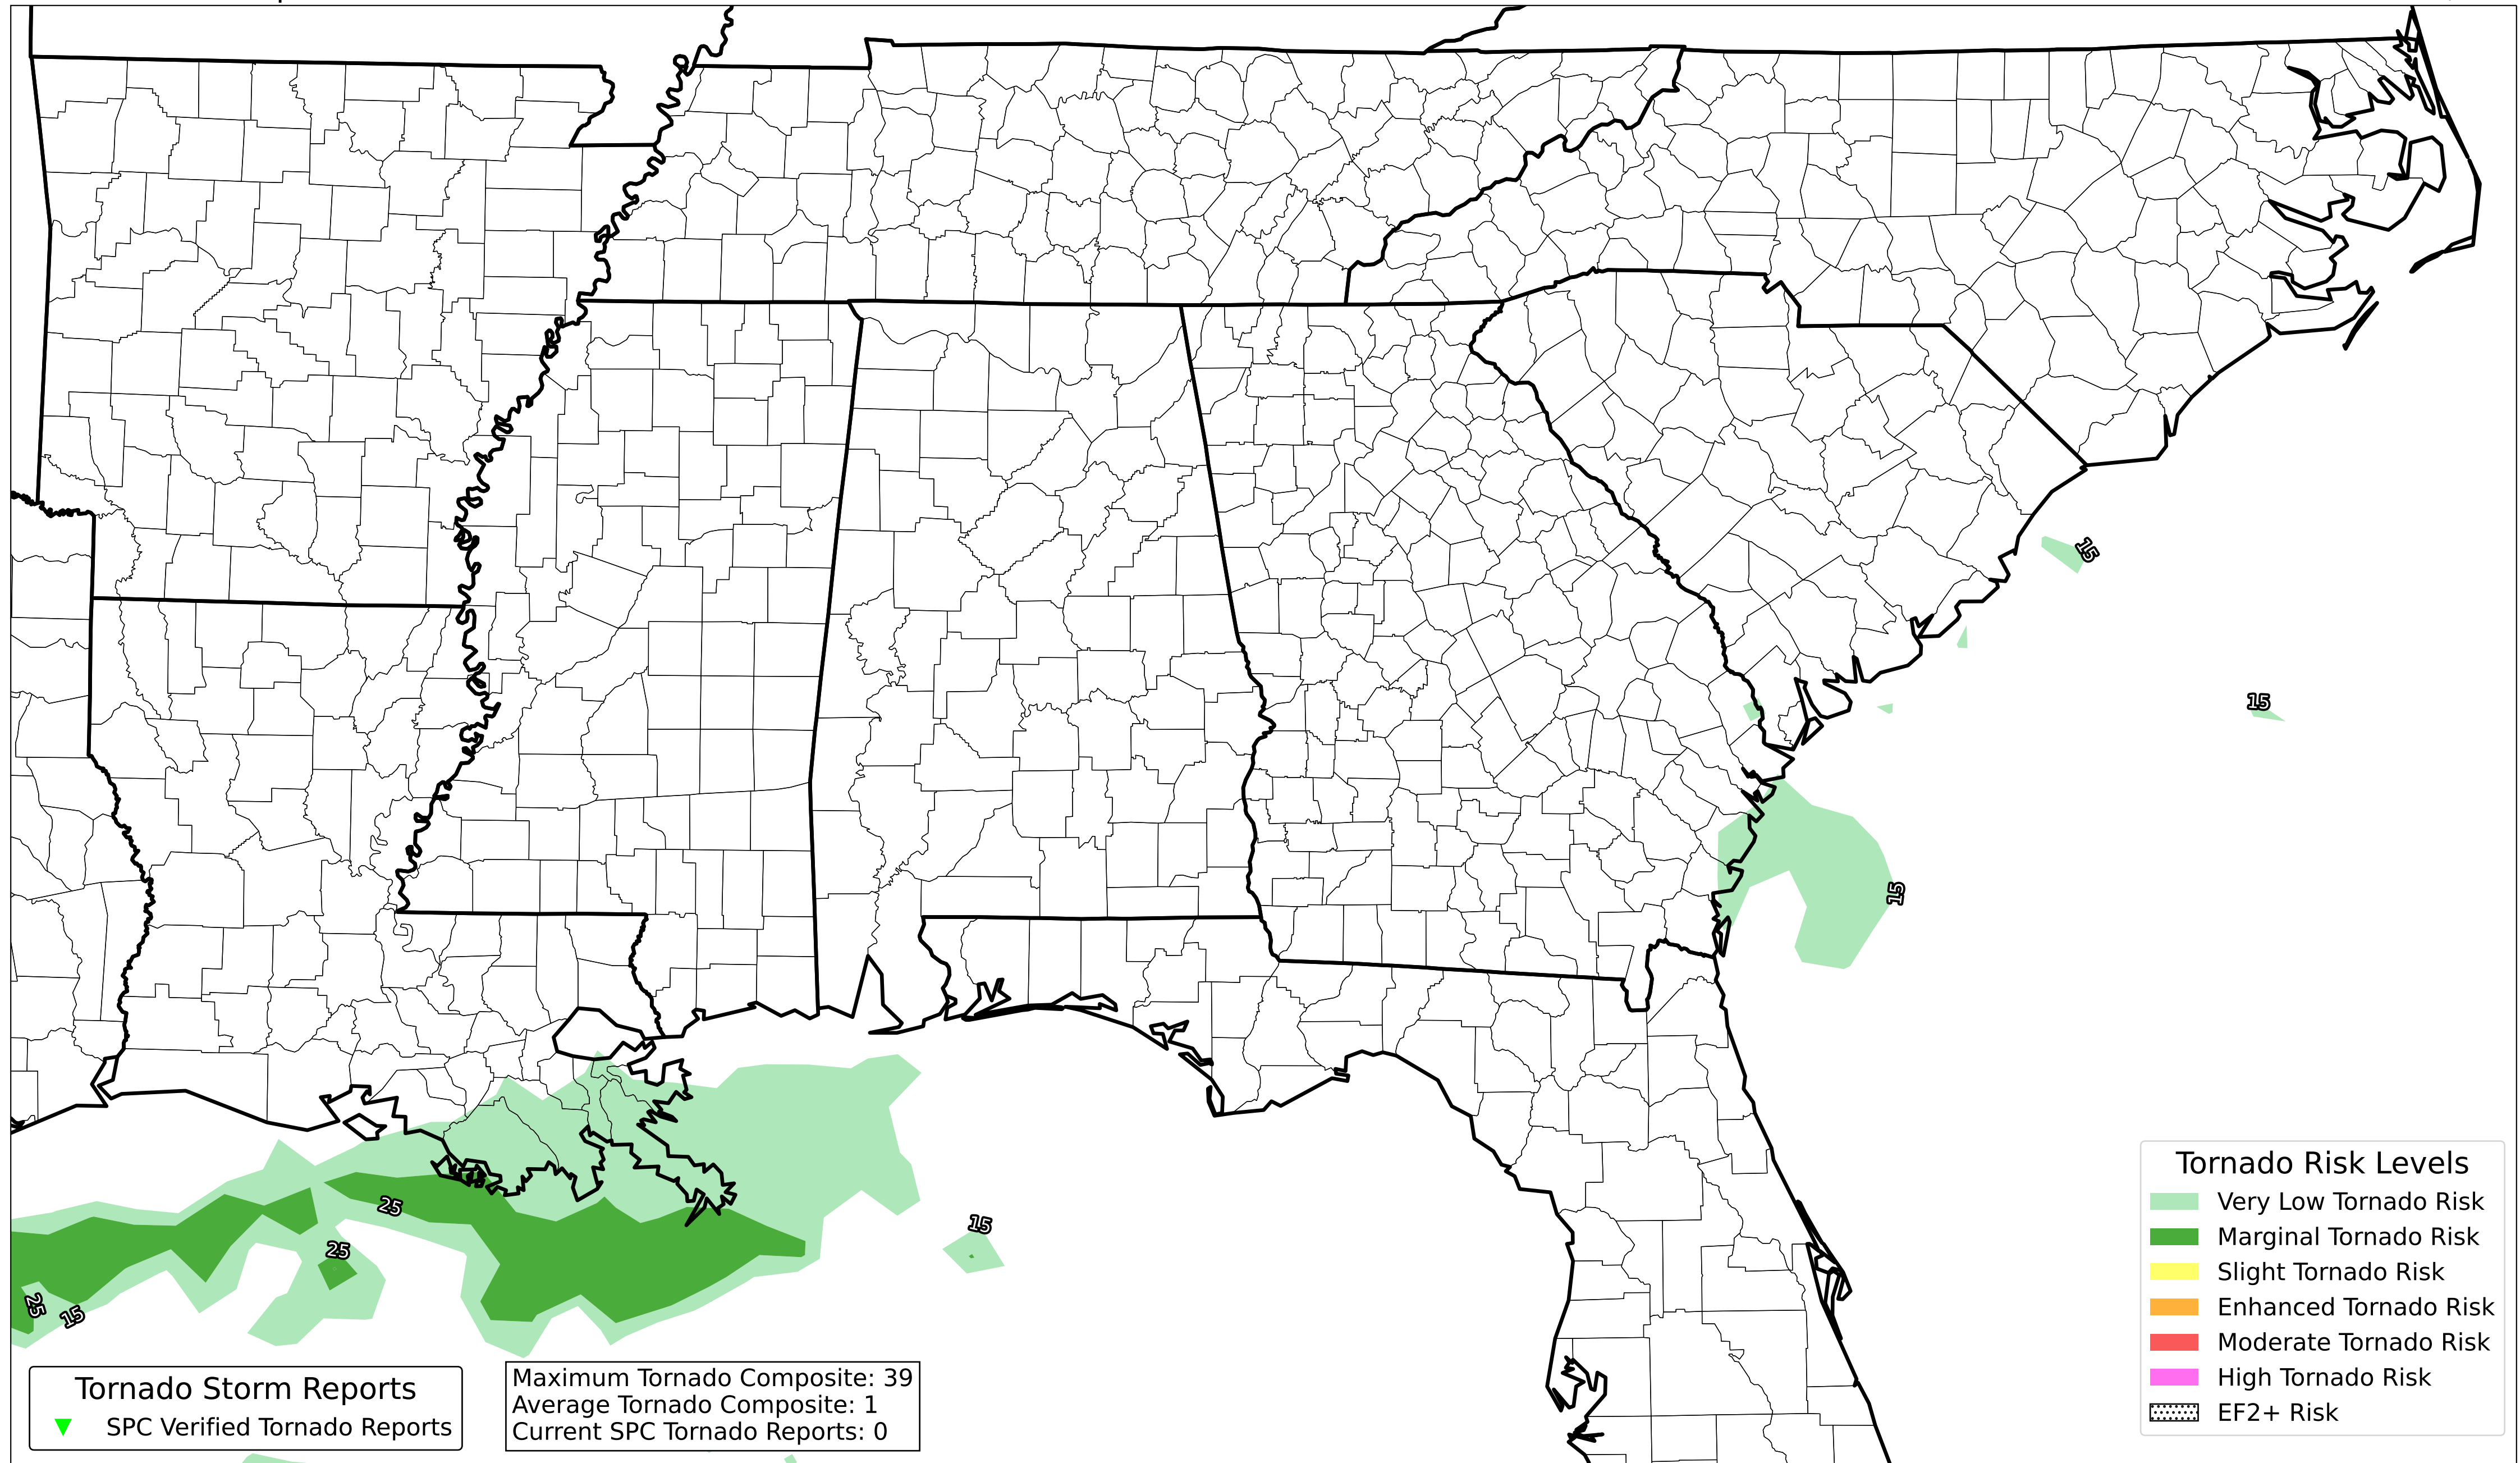 15
15
15
15
25
15
25
25
15
Tornado Risk Levels
Very Low Tornado Risk
Marginal Tornado Risk
Slight Tornado Risk
Enhanced Tornado Risk
Moderate Tornado Risk
High Tornado Risk
EF2+ Risk
Tornado Storm Reports
SPC Verified Tornado Reports
Maximum Tornado Composite: 39
Average Tornado Composite: 1
Current SPC Tornado Reports: 0